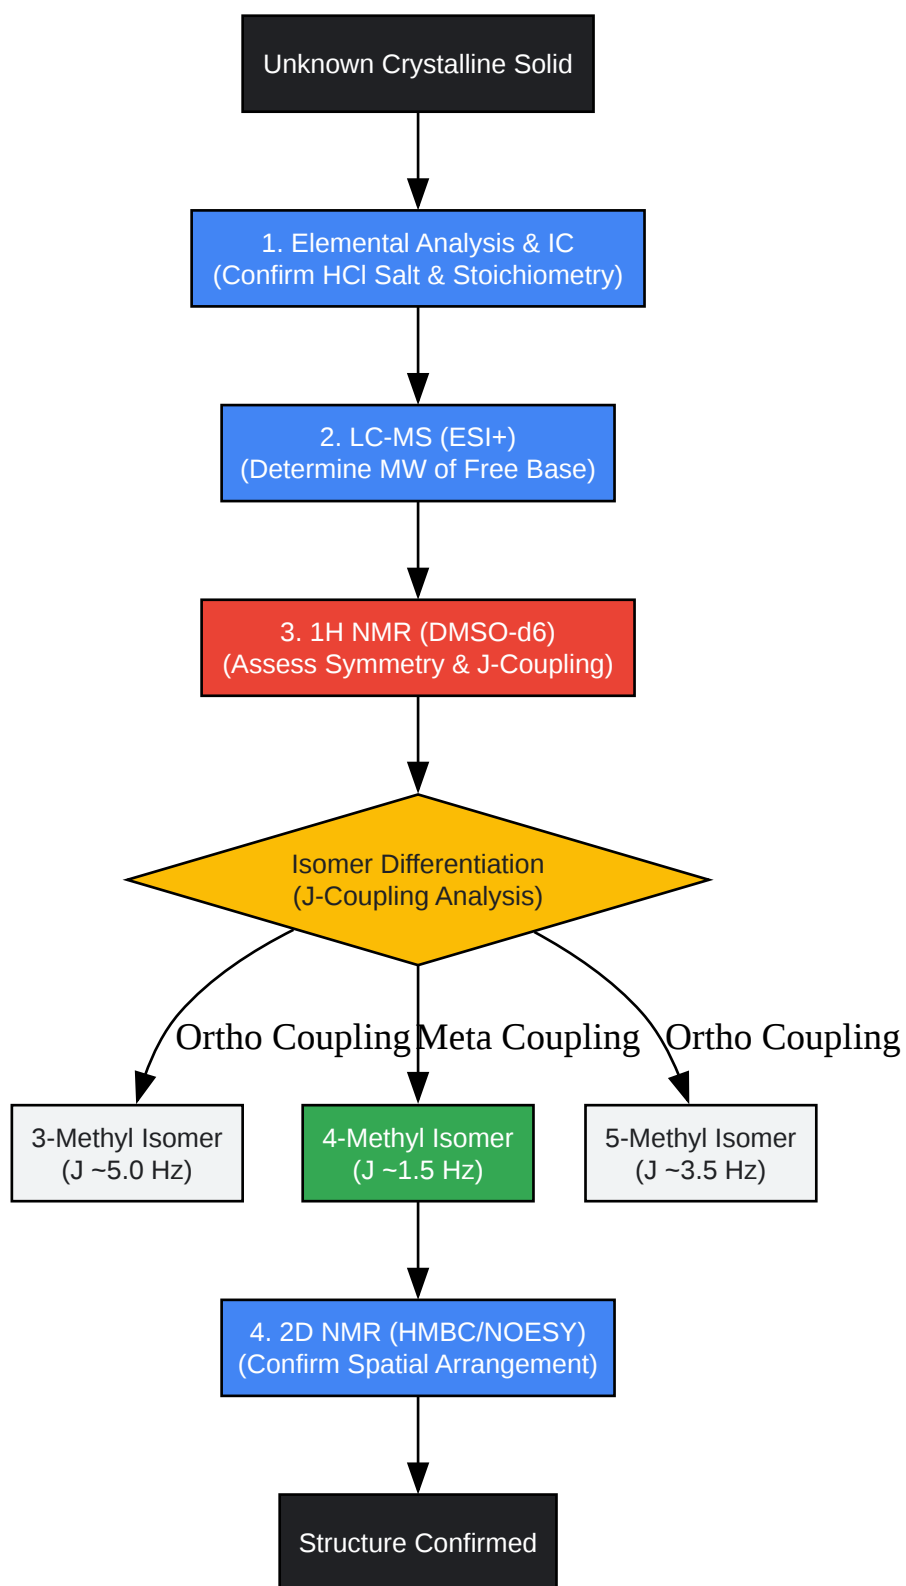 Unknown Crystalline Solid
1. Elemental Analysis & IC
(Confirm HCl Salt & Stoichiometry)
2. LC-MS (ESI+)
(Determine MW of Free Base)
3. 1H NMR (DMSO-d6)
(Assess Symmetry & J-Coupling)
Isomer Differentiation
(J-Coupling Analysis)
Ortho Coupling
Meta Coupling
Ortho Coupling
3-Methyl Isomer
(J ~5.0 Hz)
4-Methyl Isomer
(J ~1.5 Hz)
5-Methyl Isomer
(J ~3.5 Hz)
4. 2D NMR (HMBC/NOESY)
(Confirm Spatial Arrangement)
Structure Confirmed